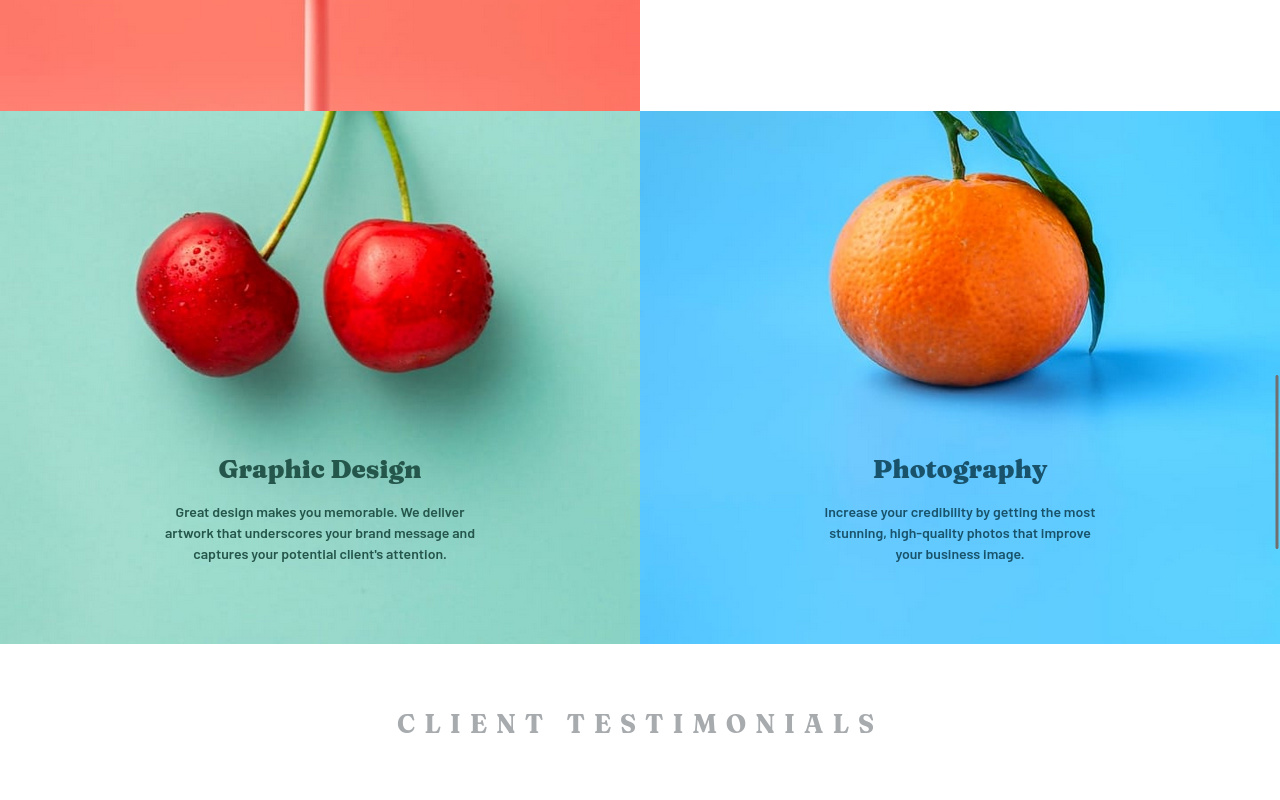 Graphic Design
Great design makes you memorable. We deliver
artwork that underscores your brand message and
captures your potential client's attention.
Photography
Increase your credibility by getting the most
stunning, high-quality photos that improve
your business image.
CLIENT TESTIMONIALS